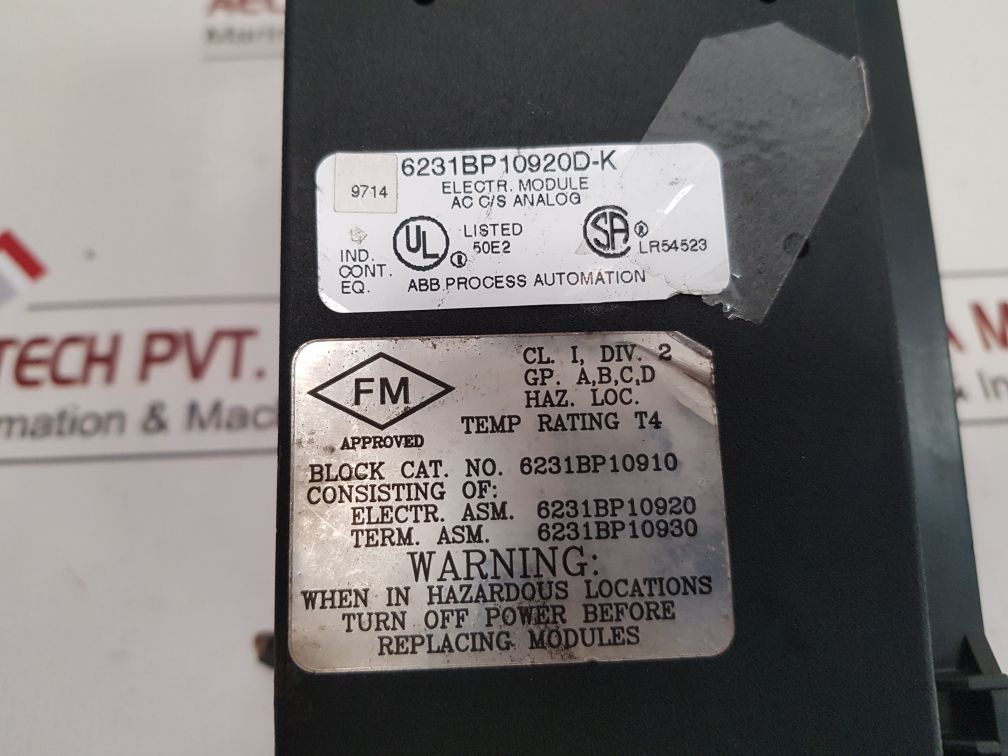 6231BP10920D-K
9714
ELECTR. MODULE
AC C/S ANALOG
UL ®
LISTED
50E2
SA ®
LR54523
IND.
CONT.
EQ.
ABB PROCESS AUTOMATION
FM
APPROVED
CL. I, DIV. 2
GP. A,B,C,D
HAZ. LOC.
TEMP RATING T4
BLOCK CAT. NO. 6231BP10910
CONSISTING OF:
ELECTR. ASM. 6231BP10920
TERM. ASM. 6231BP10930
WARNING:
WHEN IN HAZARDOUS LOCATIONS
TURN OFF POWER BEFORE
REPLACING MODULES
TECH PVT.
mation & Mac